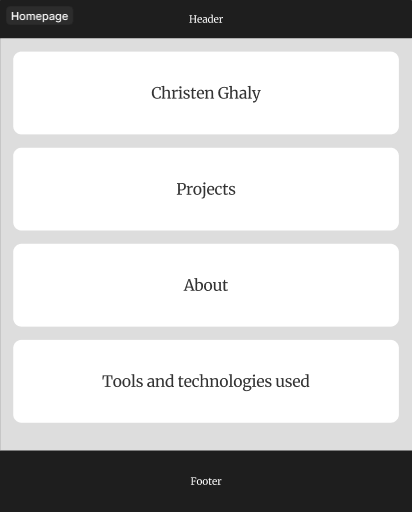 Homepage
Header
Christen Ghaly
Projects
About
Tools and technologies used
Footer